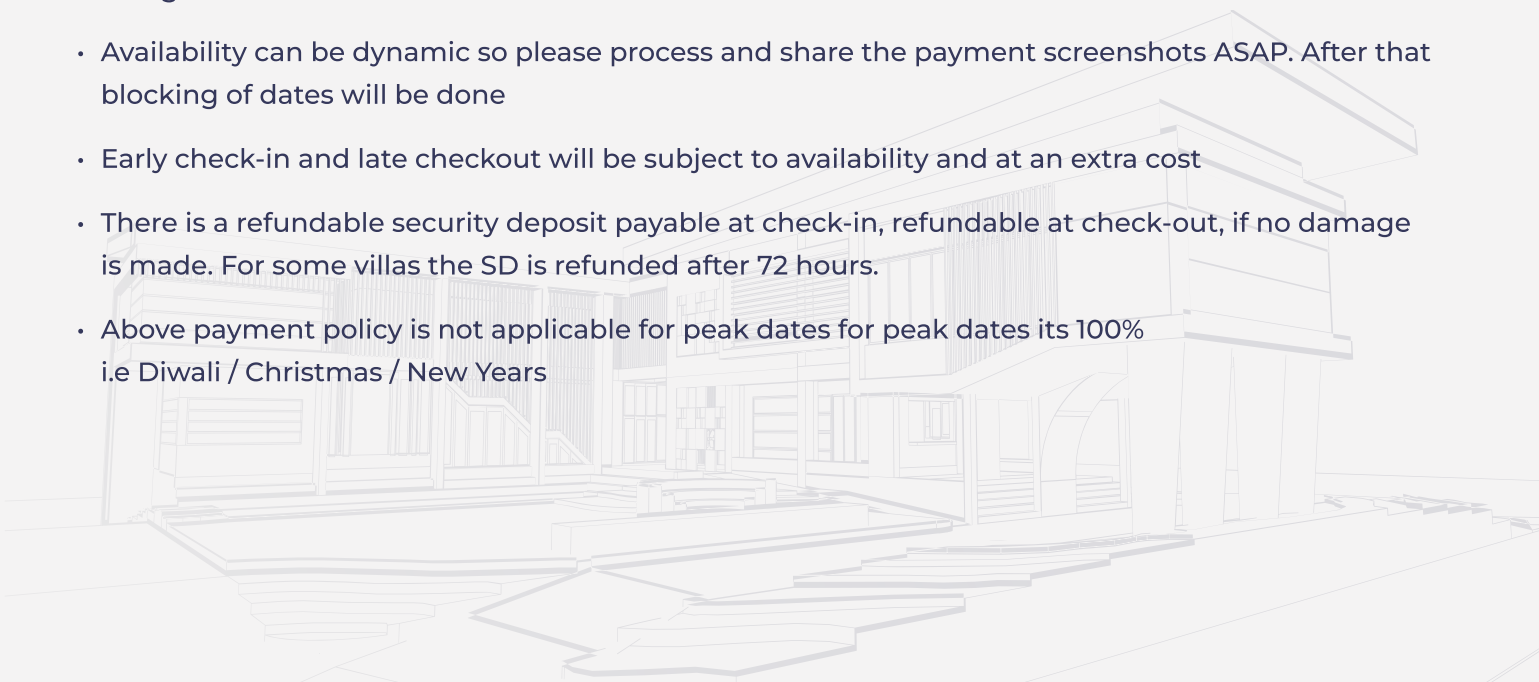 • Availability can be dynamic so please process and share the payment screenshots ASAP. After that
blocking of dates will be done
• Early check-in and late checkout will be subject to availability and at an extra cost
• There is a refundable security deposit payable at check-in, refundable at check-out, if no damage
is made. For some villas the SD is refunded after 72 hours.
• Above payment policy is not applicable for peak dates for peak dates its 100%
i.e Diwali / Christmas / New Years